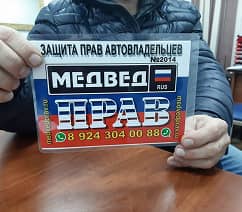 ЗАЩИТА ПРАВ АВТОВЛАДЕЛЬЦЕВ
№2014
МЕДВЕД
RUS
ПРАВ
8 924 304 00 88